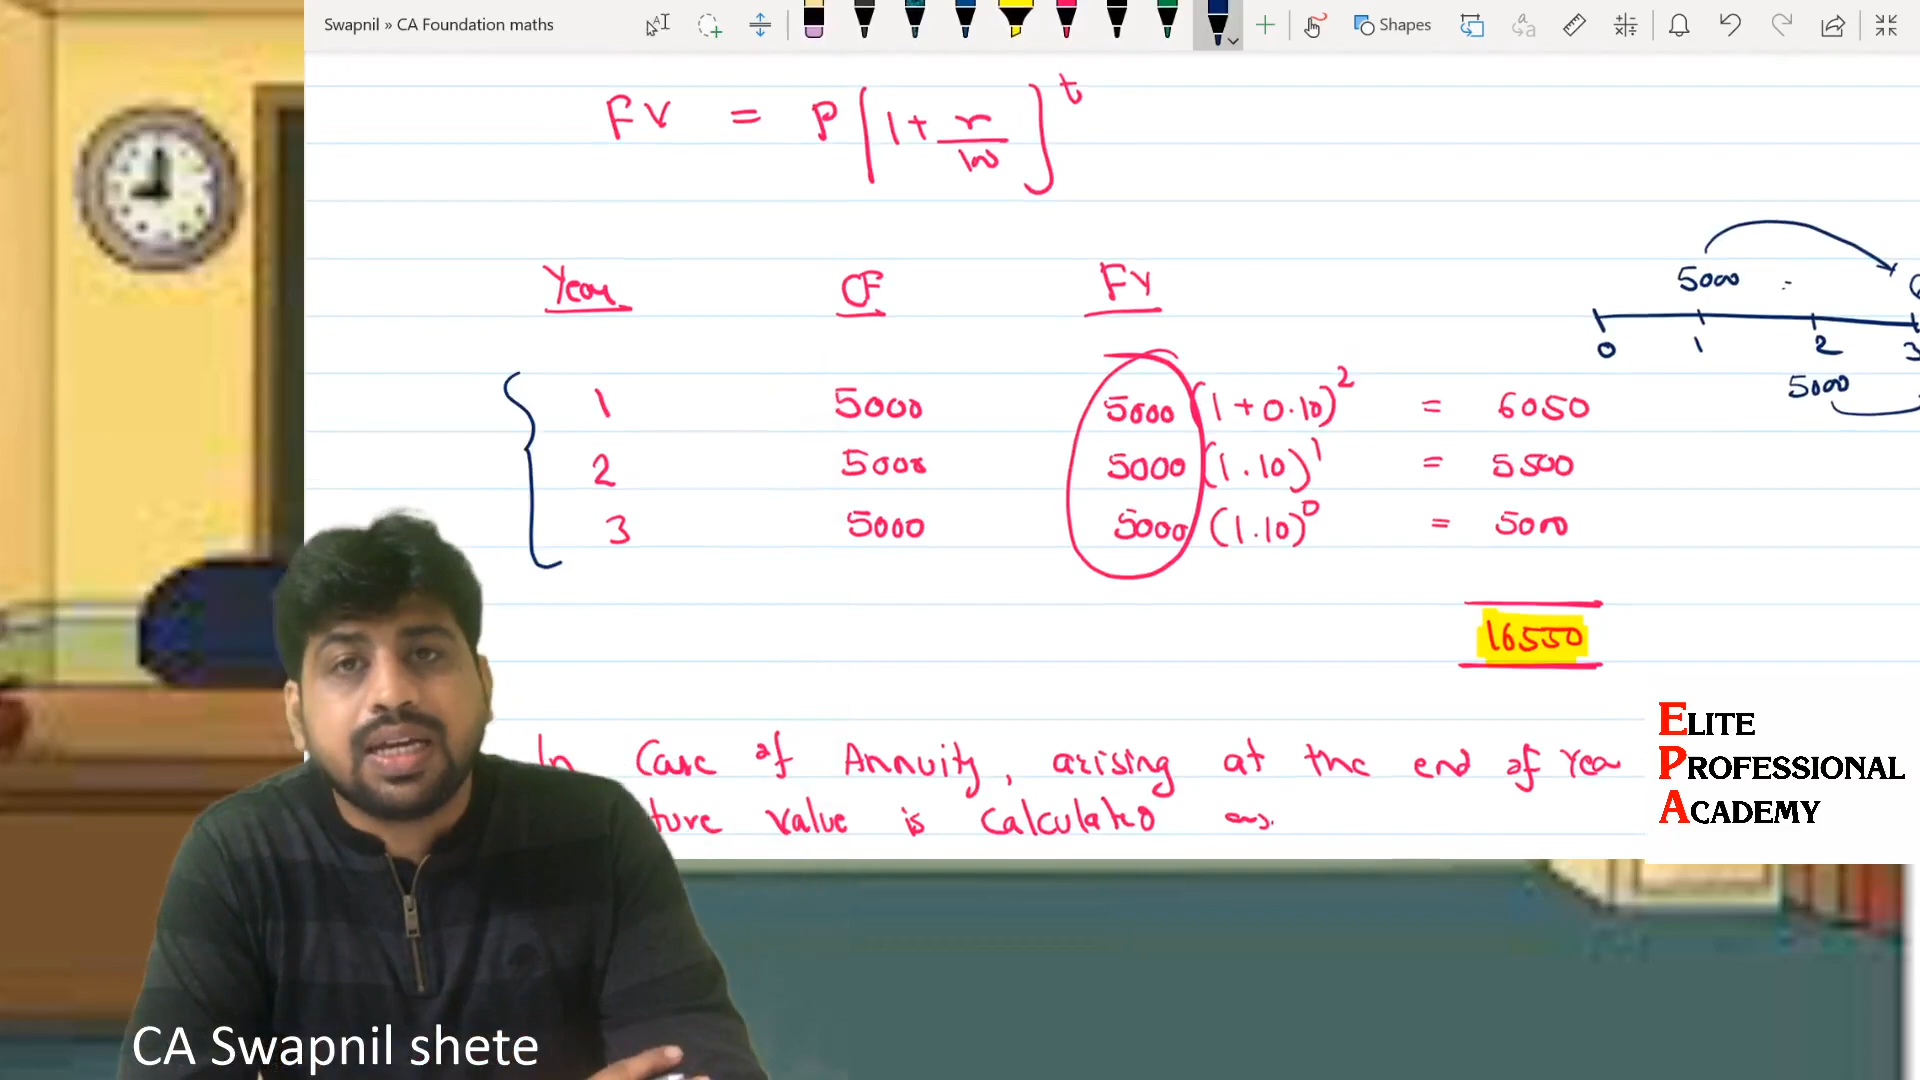 Swapnil » CA Foundation maths
Shapes
FV = P [1 + r/100]^t
Year CF FV
1 5000 5000 (1+0.10)^2 = 6050
2 5000 5000 (1.10)^1 = 5500
3 5000 5000 (1.10)^0 = 5000
16550
5000
0 1 2 3
5000
In Case of Annuity, arising at the end of Year
ture value is calculated as.
ELITE
PROFESSIONAL
ACADEMY
CA Swapnil shete